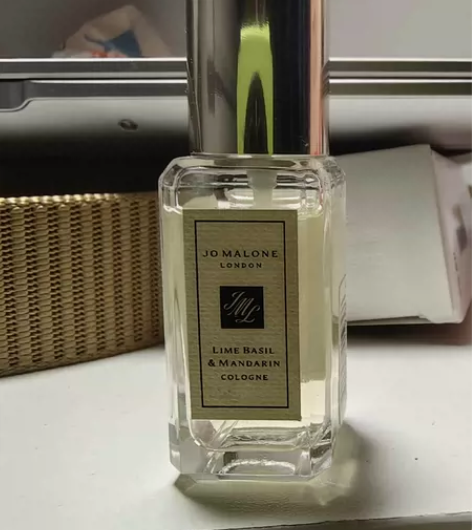 JO MALONE
LONDON
JML
LIME BASIL
& MANDARIN
COLOGNE